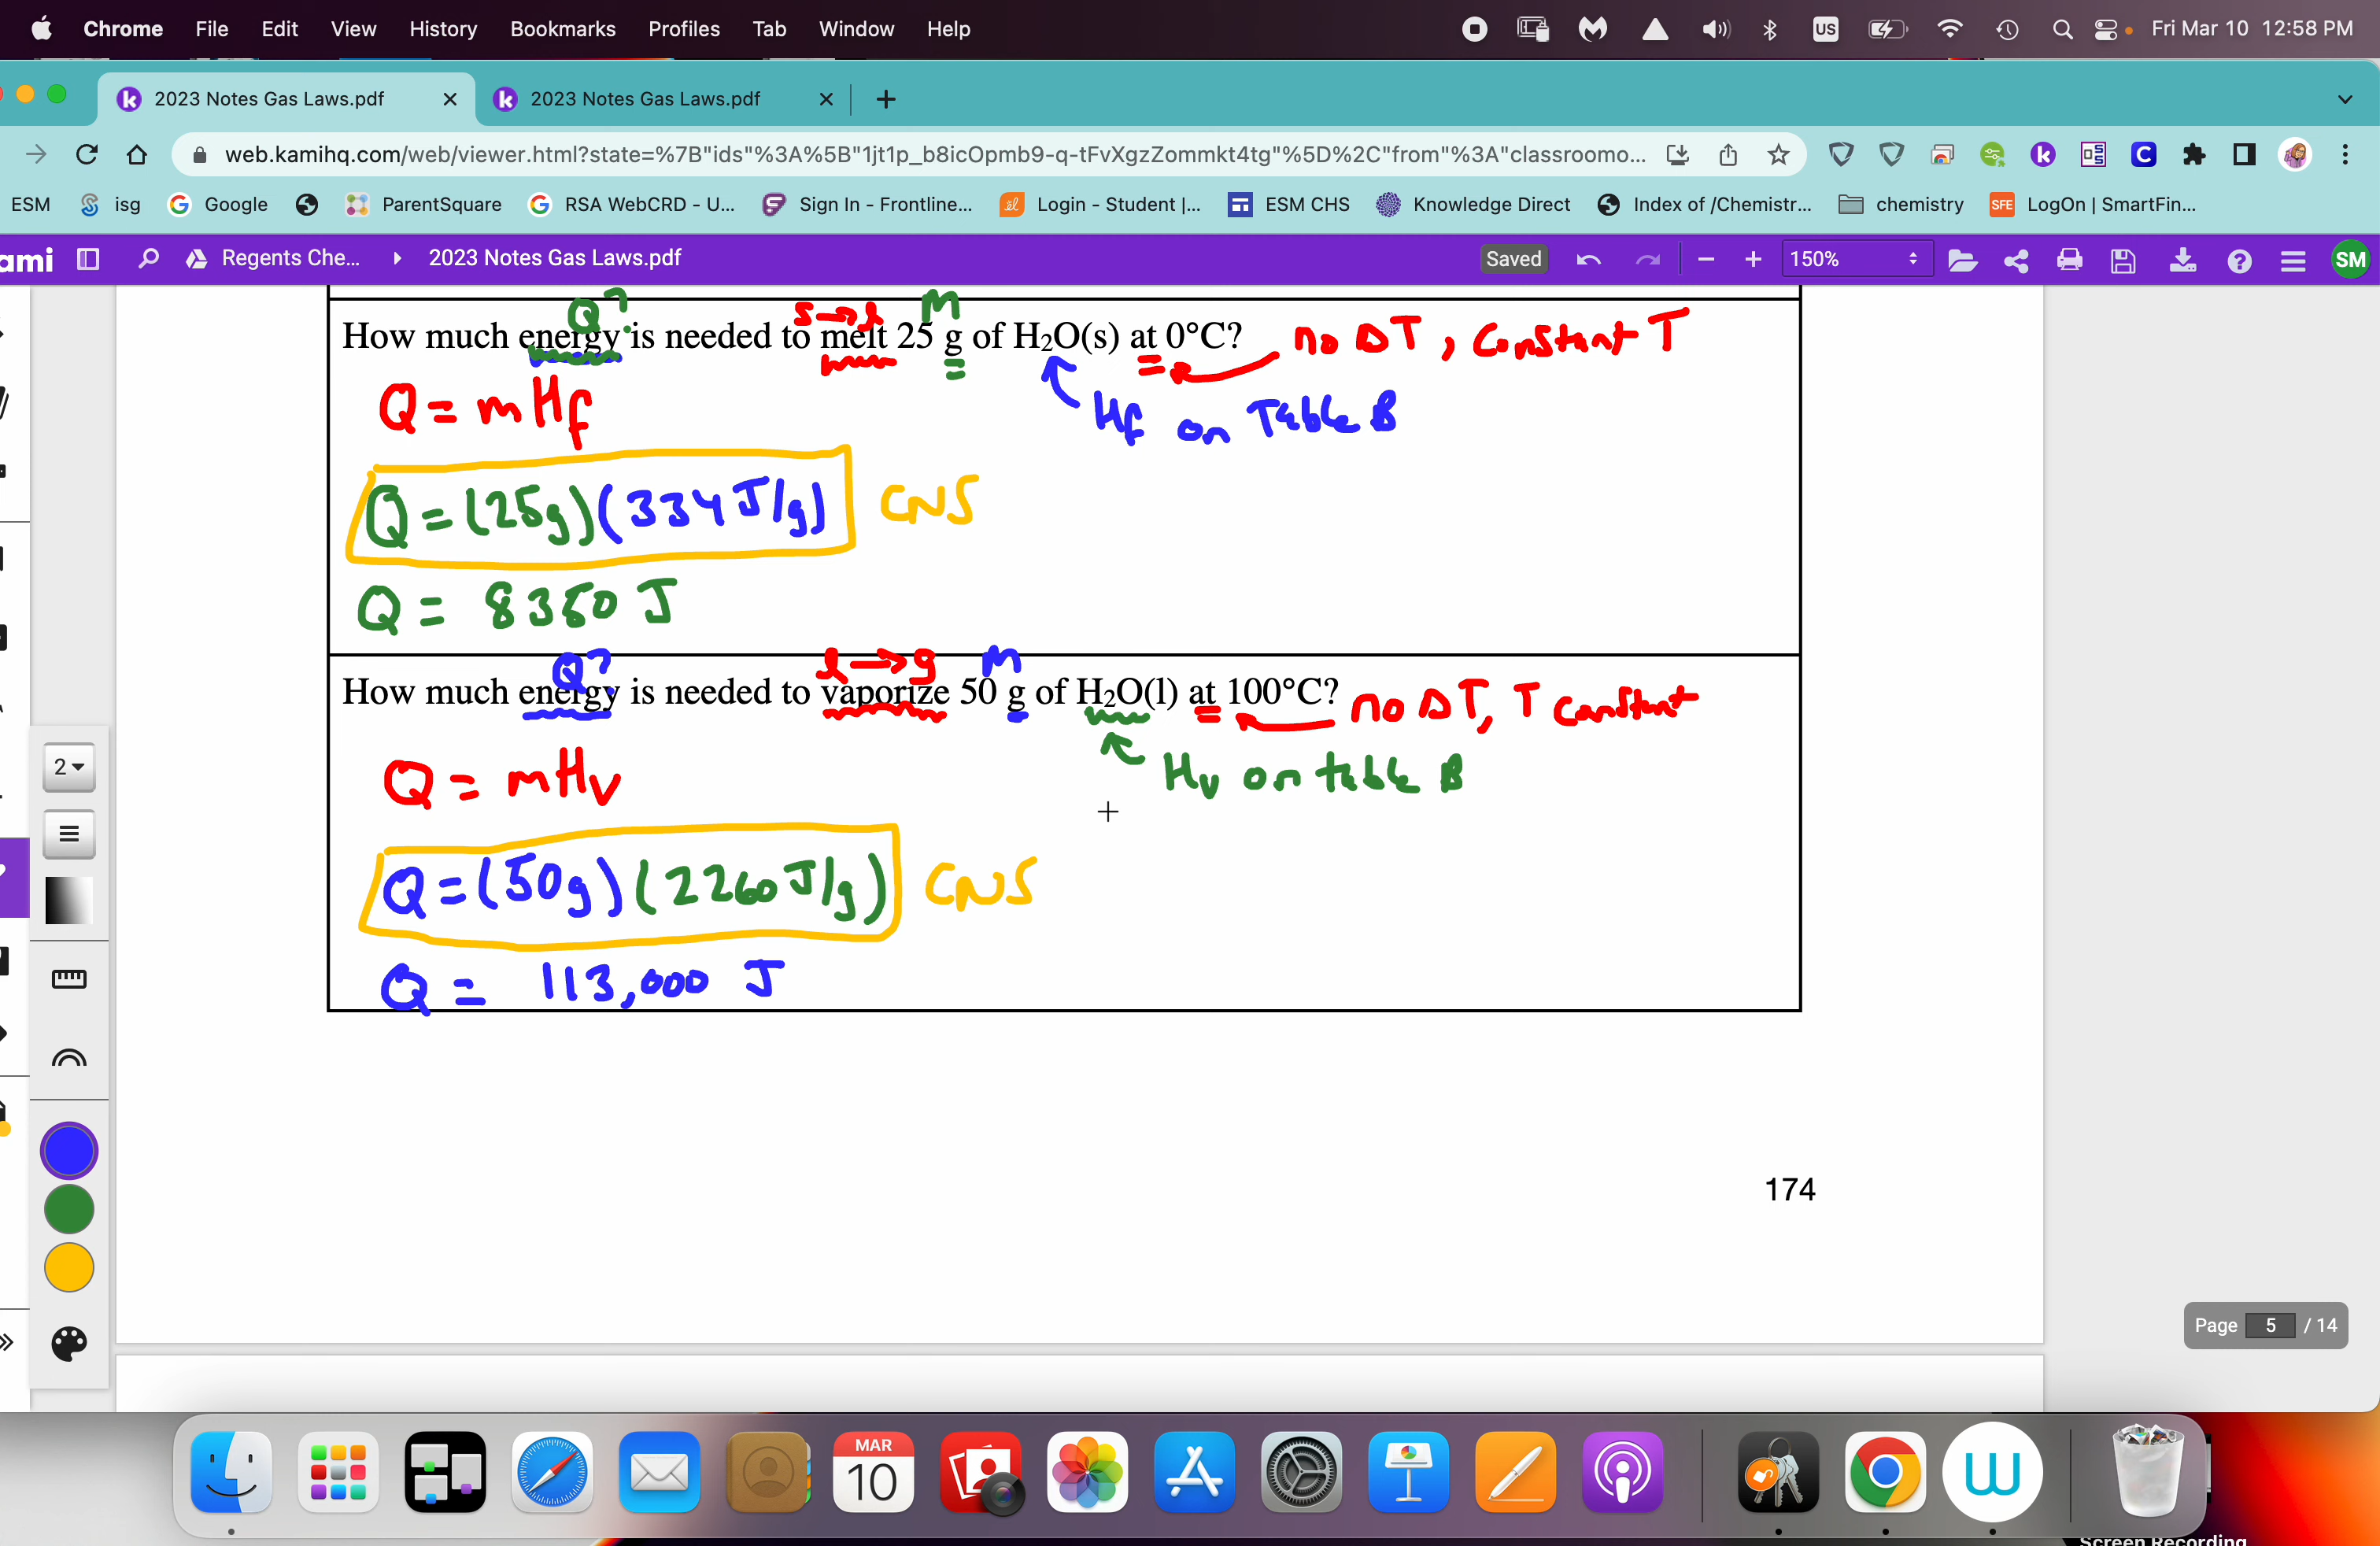 Chrome File Edit View History Bookmarks Profiles Tab Window Help US Fri Mar 10 12:58 PM
2023 Notes Gas Laws.pdf 2023 Notes Gas Laws.pdf
web.kamihq.com/web/viewer.html?state=%7B"ids"%3A%5B"1jt1p_b8icOpmb9-q-tFvXgzZommkt4tg"%5D%2C"from"%3A"classroomo...
ESM isg Google ParentSquare RSA WebCRD - U... Sign In - Frontline... Login - Student |... ESM CHS Knowledge Direct Index of /Chemistr... chemistry SFE LogOn | SmartFin...
ami Regents Che... 2023 Notes Gas Laws.pdf Saved 150% SM
Q? s→l M
How much energy is needed to melt 25 g of H₂O(s) at 0°C? no ΔT, constant T
Q = mHf Hf on Table B
Q = (25g)(334 J/g) CNS
Q = 8350 J
Q? l→g M
How much energy is needed to vaporize 50 g of H₂O(l) at 100°C? no ΔT, T constant
Q = mHv Hv on table B
Q = (50g)(2260 J/g) CNS
Q = 113,000 J
2
174
Page 5 / 14
MAR
10
Screen Recording